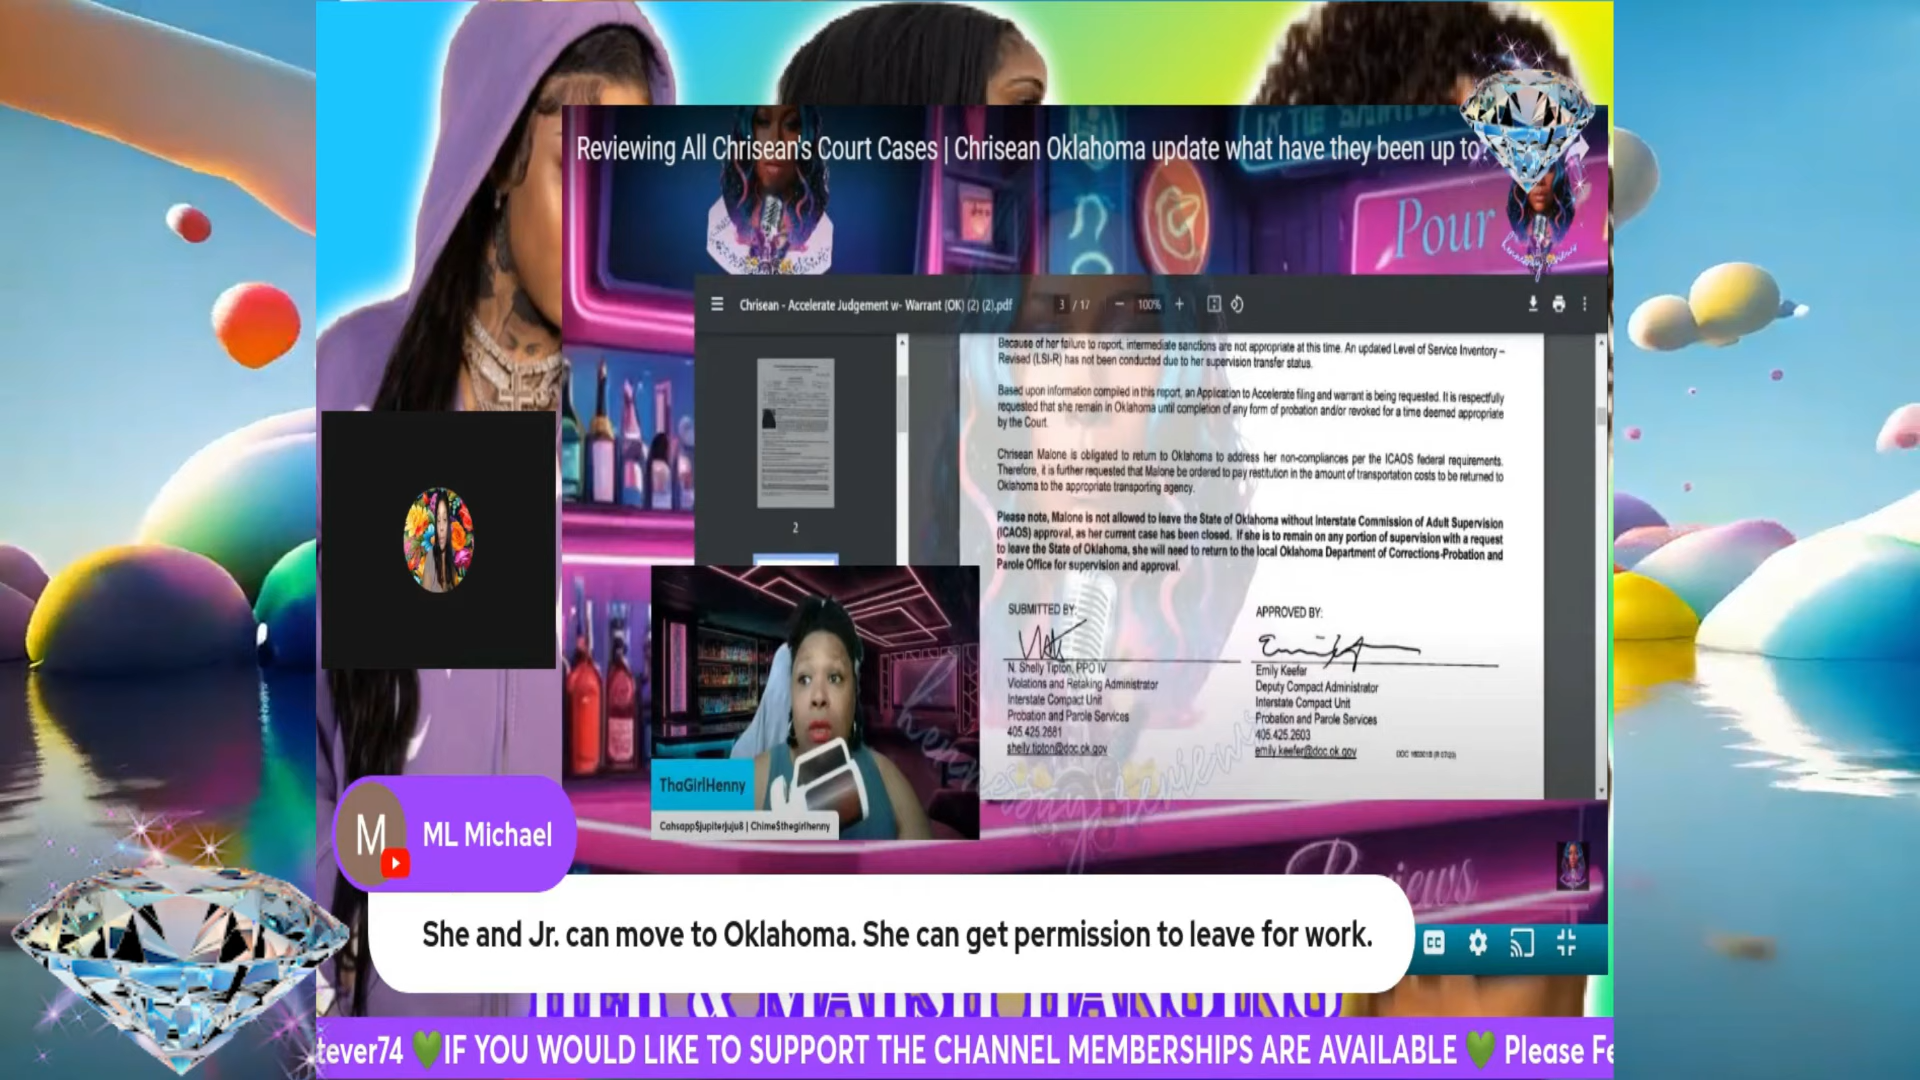 Reviewing All Chrisean's Court Cases | Chrisean Oklahoma update what have they been up to?
Pour
Chrisean - Accelerate Judgement w- Warrant (OK) (2) (2).pdf
3 / 17
100%
Because of her failure to report, intermediate sanctions are not appropriate at this time. An updated Level of Service Inventory –
Revised (LSI-R) has not been conducted due to her supervision transfer status.
Based upon information compiled in this report, an Application to Accelerate filing and warrant is being requested. It is respectfully
requested that she remain in Oklahoma until completion of any form of probation and/or revoked for a time deemed appropriate
by the Court.
Chrisean Malone is obligated to return to Oklahoma to address her non-compliances per the ICAOS federal requirements.
Therefore, it is further requested that Malone be ordered to pay restitution in the amount of transportation costs to be returned to
Oklahoma to the appropriate transporting agency.
2
Please note, Malone is not allowed to leave the State of Oklahoma without Interstate Commission of Adult Supervision
(ICAOS) approval, as her current case has been closed. If she is to remain on any portion of supervision with a request
to leave the State of Oklahoma, she will need to return to the local Oklahoma Department of Corrections-Probation and
Parole Office for supervision and approval.
SUBMITTED BY:
N. Shelly Tipton, PPO IV
Violations and Retaking Administrator
Interstate Compact Unit
Probation and Parole Services
405.425.2681
shelly.tipton@doc.ok.gov
APPROVED BY:
Emily Keefer
Deputy Compact Administrator
Interstate Compact Unit
Probation and Parole Services
405.425.2603
emily.keefer@doc.ok.gov
hennessy reviews
ThaGirlHenny
Cahsapp$jupiterjuju8 | Chime$thegirlhenny
M
ML Michael
She and Jr. can move to Oklahoma. She can get permission to leave for work.
CC
tever74 💚IF YOU WOULD LIKE TO SUPPORT THE CHANNEL MEMBERSHIPS ARE AVAILABLE 💚 Please Fe